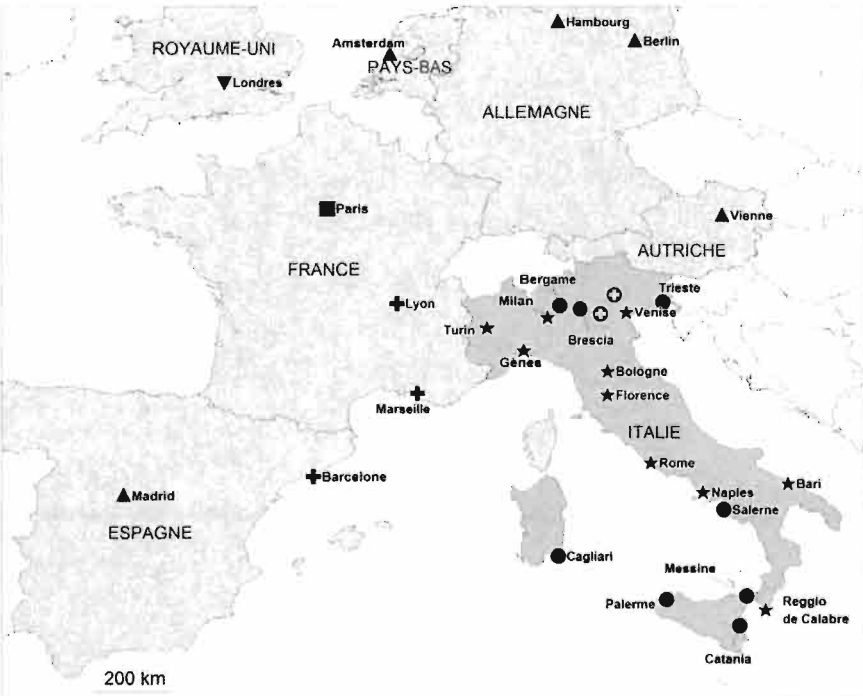 Hambourg
Amsterdam
Berlin
ROYAUME-UNI
PAYS-BAS
Londres
ALLEMAGNE
Paris
Vienne
AUTRICHE
FRANCE
Bergame
Trieste
Milan
Lyon
Venise
Turin
Brescia
Gênes
Bologne
Marseille
Florence
ITALIE
Rome
Barcelone
Bari
Madrid
Naples
Salerne
ESPAGNE
Cagliari
Messine
Palerme
Reggio
de Calabre
Catania
200 km